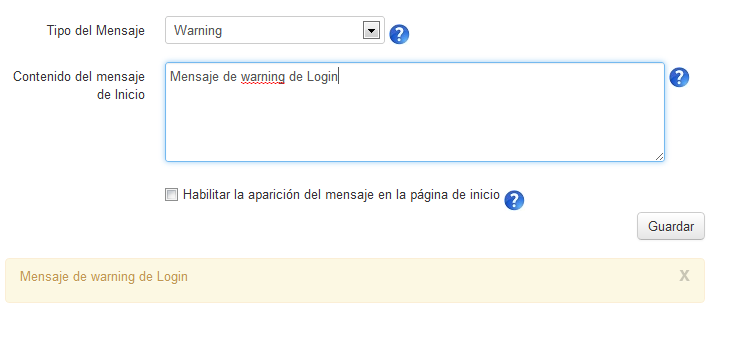 Tipo del Mensaje
Warning
Contenido del mensaje
de Inicio
Mensaje de warning de Login
Habilitar la aparición del mensaje en la página de inicio
Guardar
Mensaje de warning de Login
x